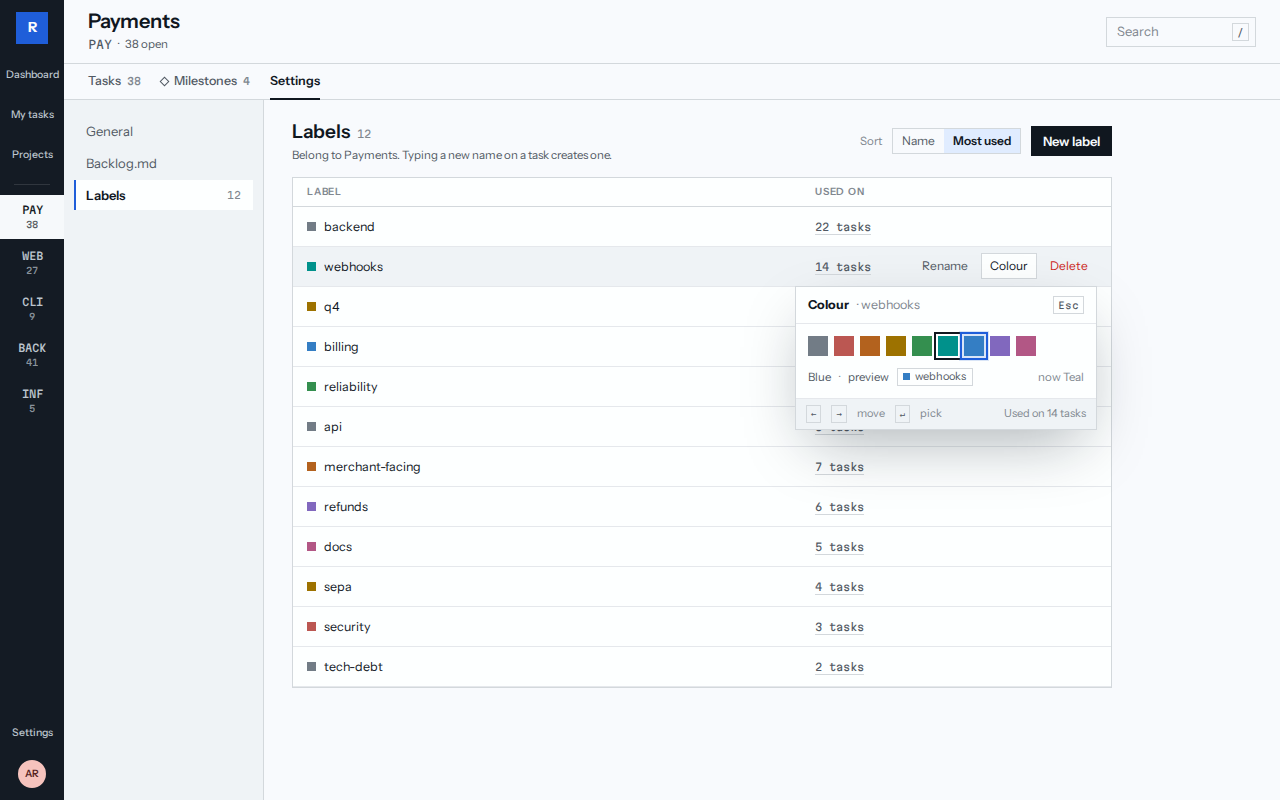 R
Dashboard
My tasks
Projects
PAY
38
WEB
27
CLI
9
BACK
41
INF
5
Settings
AR
Payments
PAY · 38 open
Search /
Tasks 38 ◇ Milestones 4 Settings
General
Backlog.md
Labels 12
Labels 12
Belong to Payments. Typing a new name on a task creates one.
Sort Name Most used New label
LABEL USED ON
backend 22 tasks
webhooks 14 tasks Rename Colour Delete
q4
billing
reliability
api
merchant-facing 7 tasks
refunds 6 tasks
docs 5 tasks
sepa 4 tasks
security 3 tasks
tech-debt 2 tasks
Colour · webhooks Esc
Blue · preview webhooks now Teal
← → move ↵ pick Used on 14 tasks